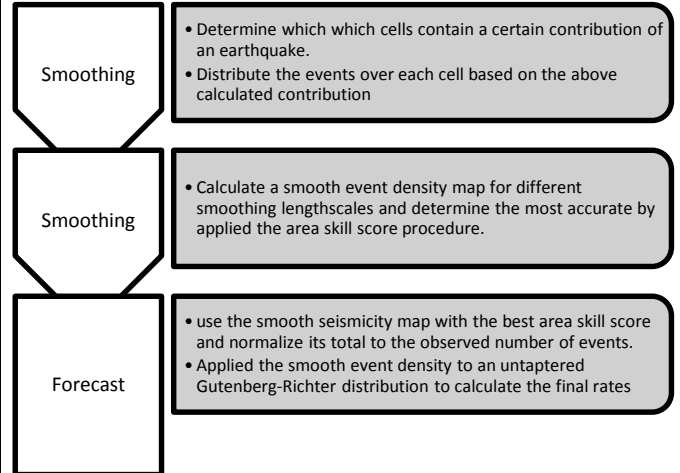 Smoothing
• Determine which which cells contain a certain contribution of
an earthquake.
• Distribute the events over each cell based on the above
calculated contribution
Smoothing
• Calculate a smooth event density map for different
smoothing lengthscales and determine the most accurate by
applied the area skill score procedure.
Forecast
• use the smooth seismicity map with the best area skill score
and normalize its total to the observed number of events.
• Applied the smooth event density to an untaptered
Gutenberg-Richter distribution to calculate the final rates